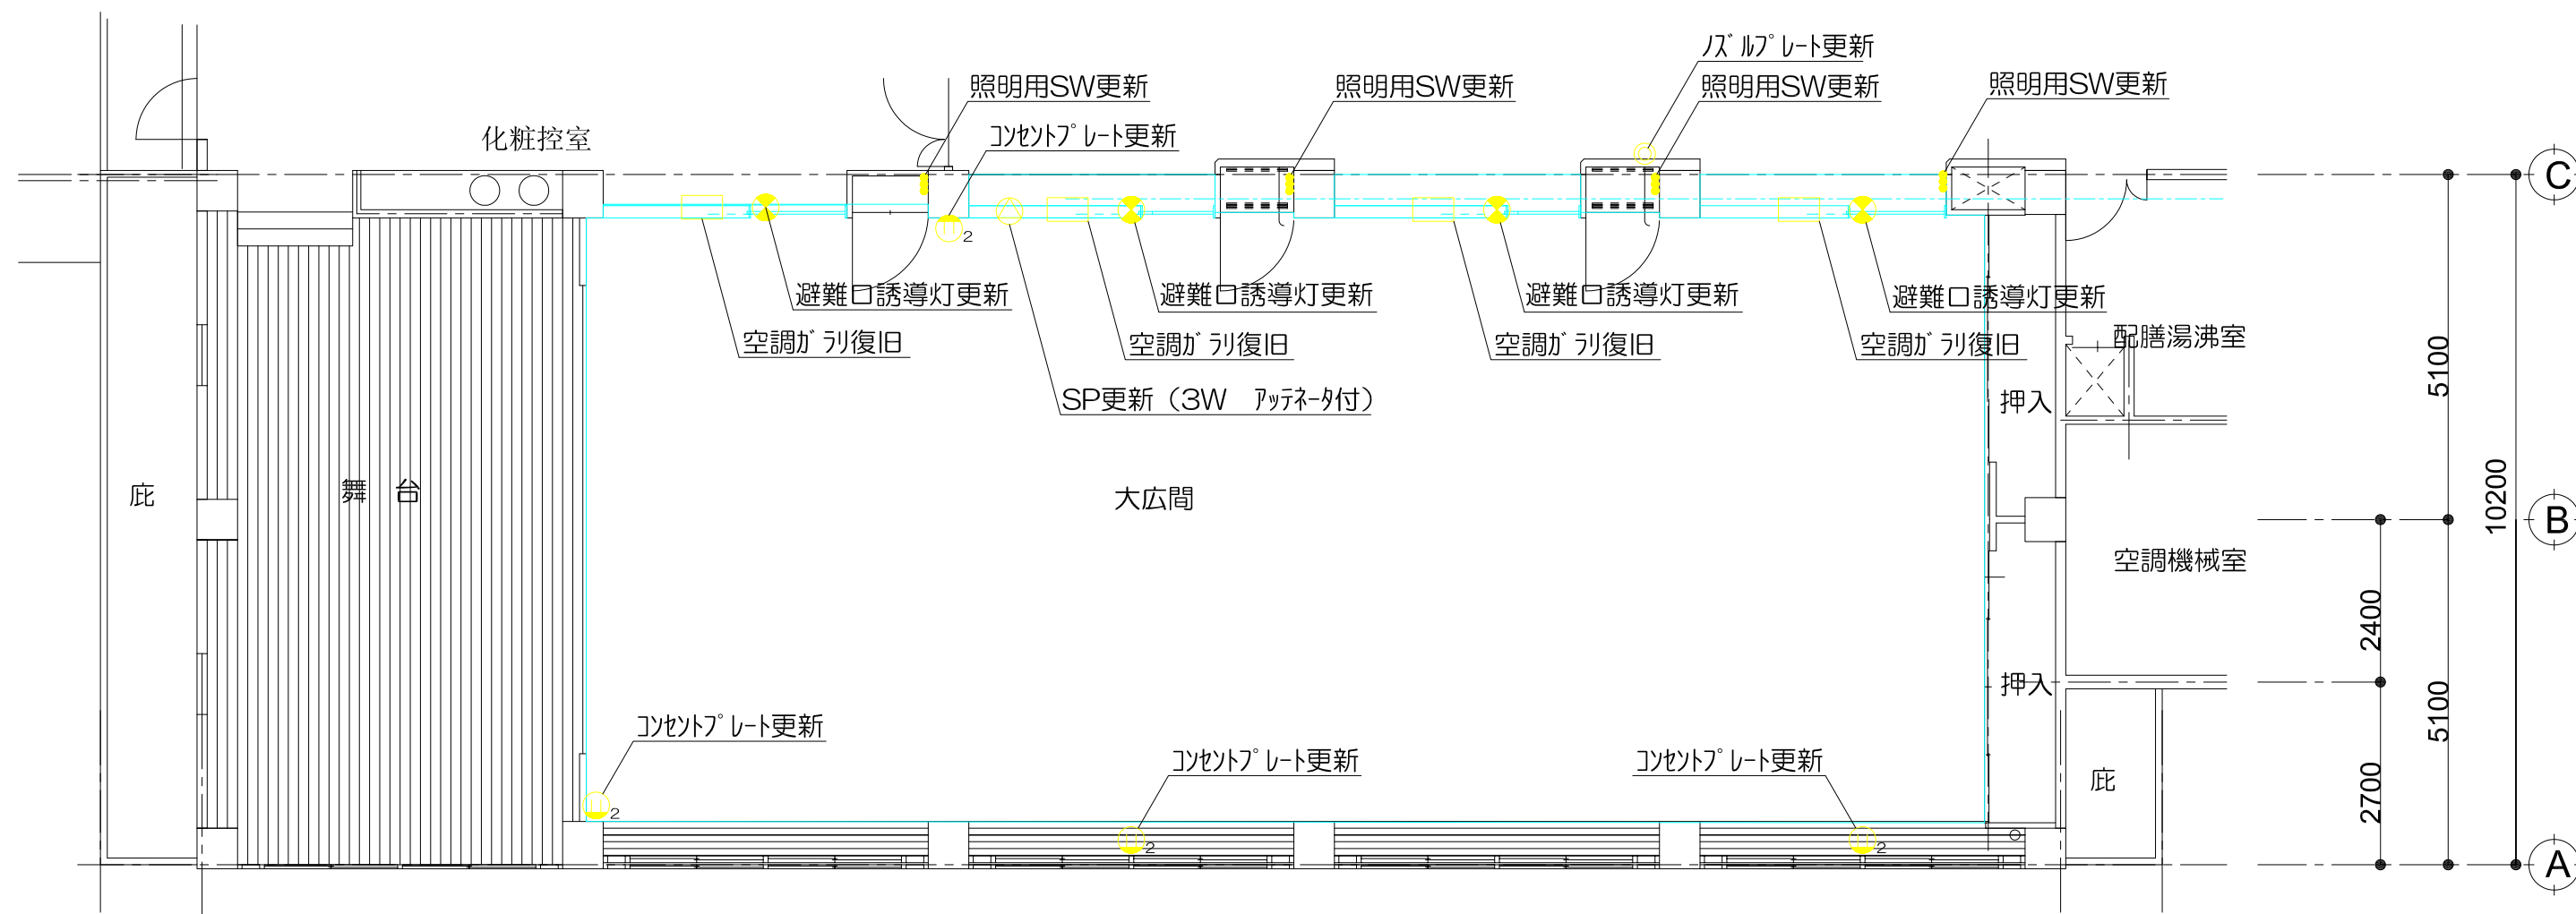 ﾉｽﾞﾙﾌﾟﾚｰﾄ更新
照明用SW更新
照明用SW更新
照明用SW更新
照明用SW更新
化粧控室
ｺﾝｾﾝﾄﾌﾟﾚｰﾄ更新
C
2
避難口誘導灯更新
避難口誘導灯更新
避難口誘導灯更新
避難口誘導灯更新
空調ｶﾞﾗﾘ復旧
空調ｶﾞﾗﾘ復旧
空調ｶﾞﾗﾘ復旧
空調ｶﾞﾗﾘ復旧
配膳湯沸室
5100
SP更新（3W　ｱｯﾃﾈｰﾀ付）
押入
庇
舞　台
大広間
10200
B
空調機械室
2400
押入
5100
ｺﾝｾﾝﾄﾌﾟﾚｰﾄ更新
ｺﾝｾﾝﾄﾌﾟﾚｰﾄ更新
ｺﾝｾﾝﾄﾌﾟﾚｰﾄ更新
庇
2700
2
2
2
A